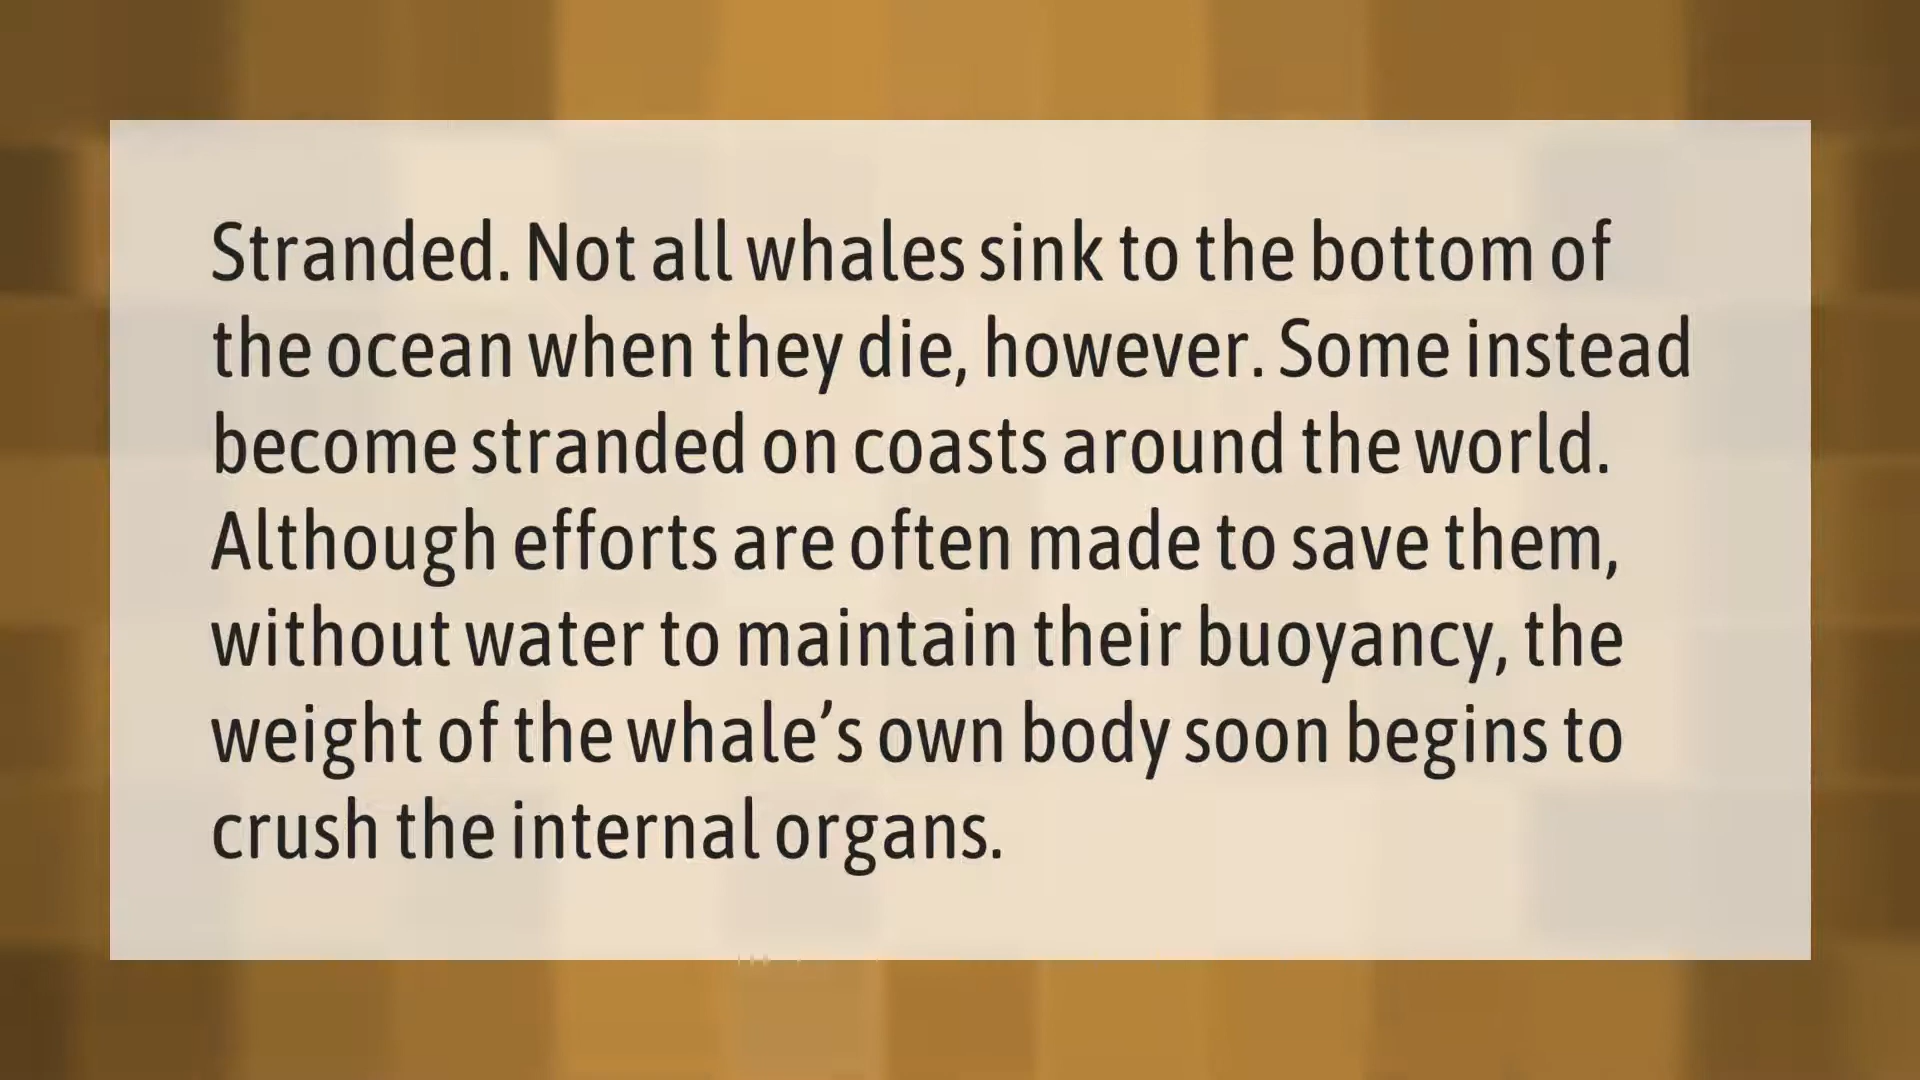 Stranded. Not all whales sink to the bottom of
the ocean when they die, however. Some instead
become stranded on coasts around the world.
Although efforts are often made to save them,
without water to maintain their buoyancy, the
weight of the whale’s own body soon begins to
crush the internal organs.